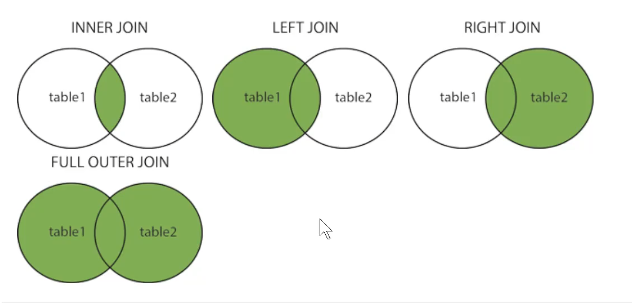 INNER JOIN
LEFT JOIN
RIGHT JOIN
table1
table2
table1
table2
table1
table2
FULL OUTER JOIN
table1
table2